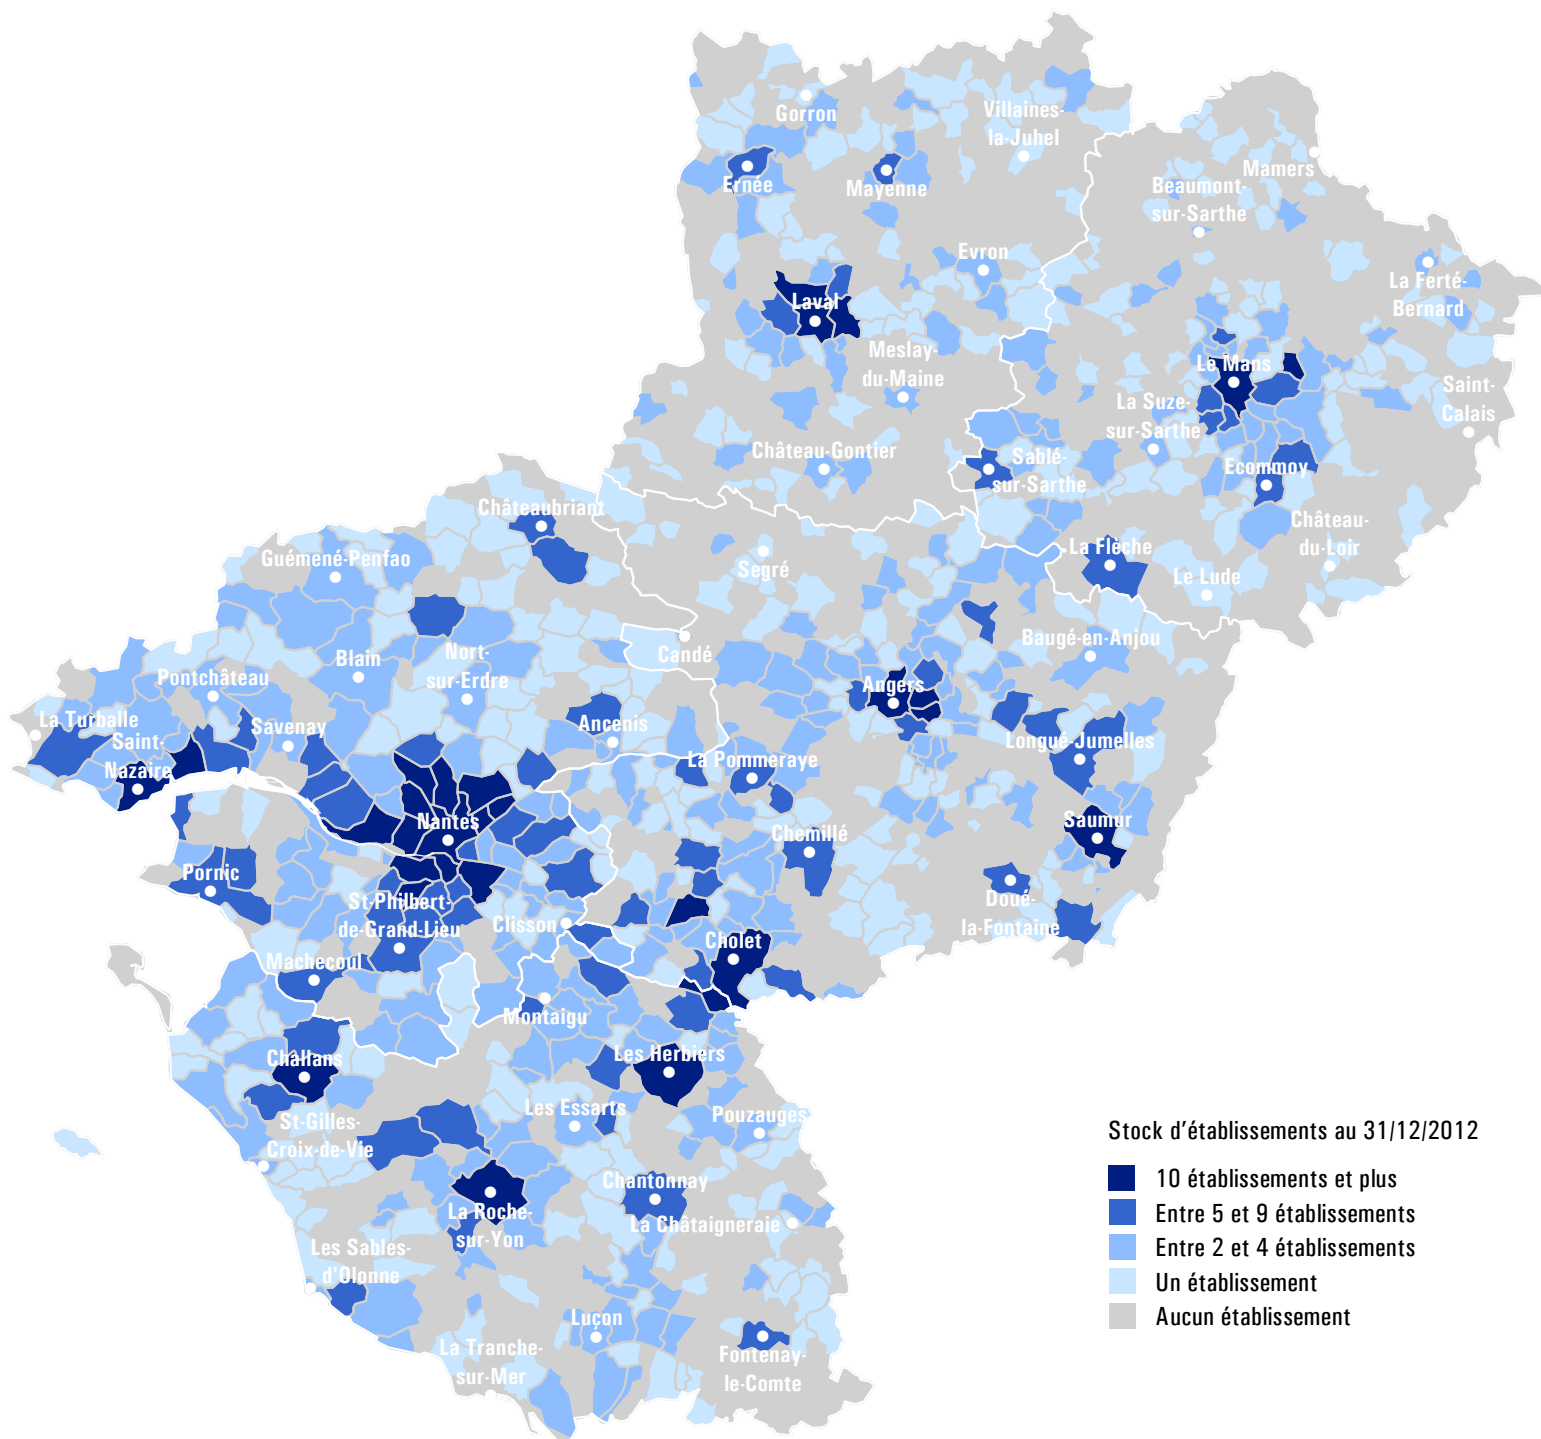 Gorron
Villaines-
la-Juhel
Mamers
Ernée
Mayenne
Beaumont-
sur-Sarthe
Evron
La Ferté-
Bernard
Laval
Meslay-
du-Maine
Le Mans
Saint-
Calais
La Suze-
sur-Sarthe
Château-Gontier
Sablé-
sur-Sarthe
Ecommoy
Châteaubriant
Château-
du-Loir
Guémené-Penfao
Segré
La Flèche
Le Lude
Candé
Baugé-en-Anjou
Blain
Nort-
sur-Erdre
Pontchâteau
Angers
La Turballe
Saint-
Nazaire
Savenay
Ancenis
Longué-Jumelles
La Pommeraye
Nantes
Saumur
Chemillé
Pornic
St-Philbert-
de-Grand-Lieu
Clisson
Doué-
la-Fontaine
Cholet
Machecoul
Montaigu
Challans
Les Herbiers
St-Gilles-
Croix-de-Vie
Les Essarts
Pouzauges
Chantonnay
La Roche-
sur-Yon
La Châtaigneraie
Les Sables-
d'Olonne
Luçon
La Tranche-
sur-Mer
Fontenay-
le-Comte
Stock d'établissements au 31/12/2012
10 établissements et plus
Entre 5 et 9 établissements
Entre 2 et 4 établissements
Un établissement
Aucun établissement